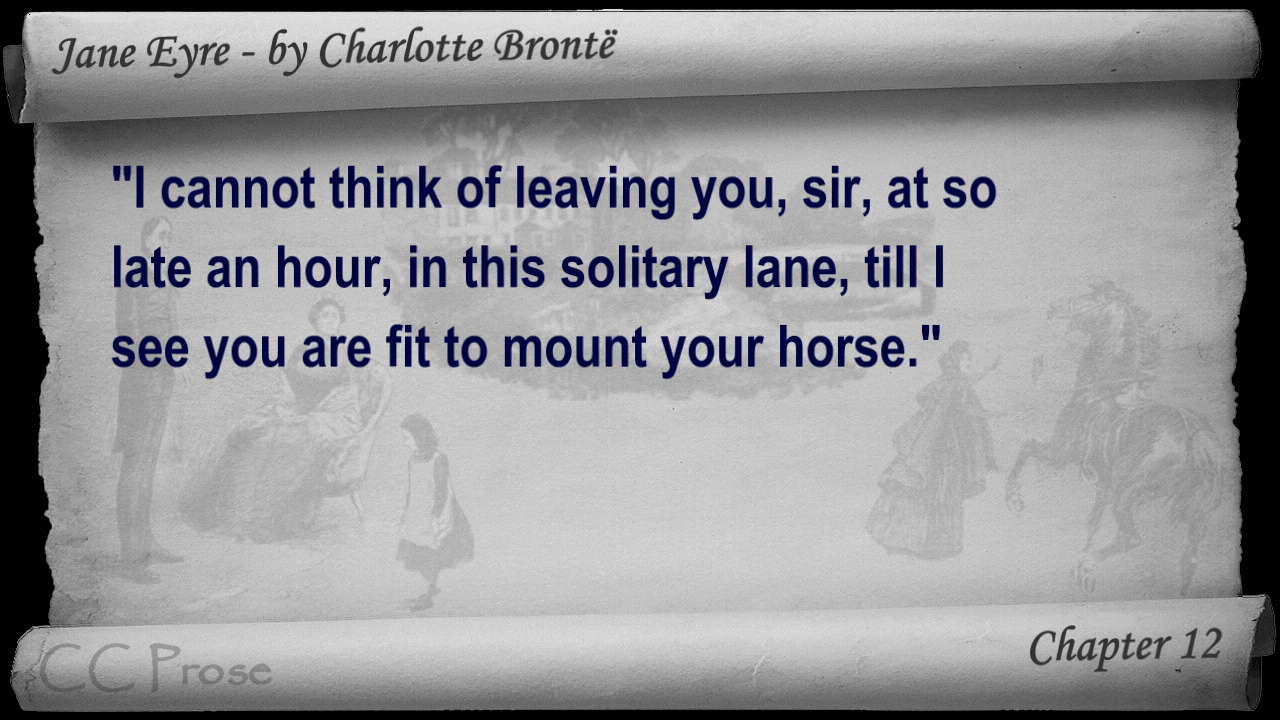 Jane Eyre - by Charlotte Brontë
"I cannot think of leaving you, sir, at so
late an hour, in this solitary lane, till I
see you are fit to mount your horse."
CC Prose
Chapter 12